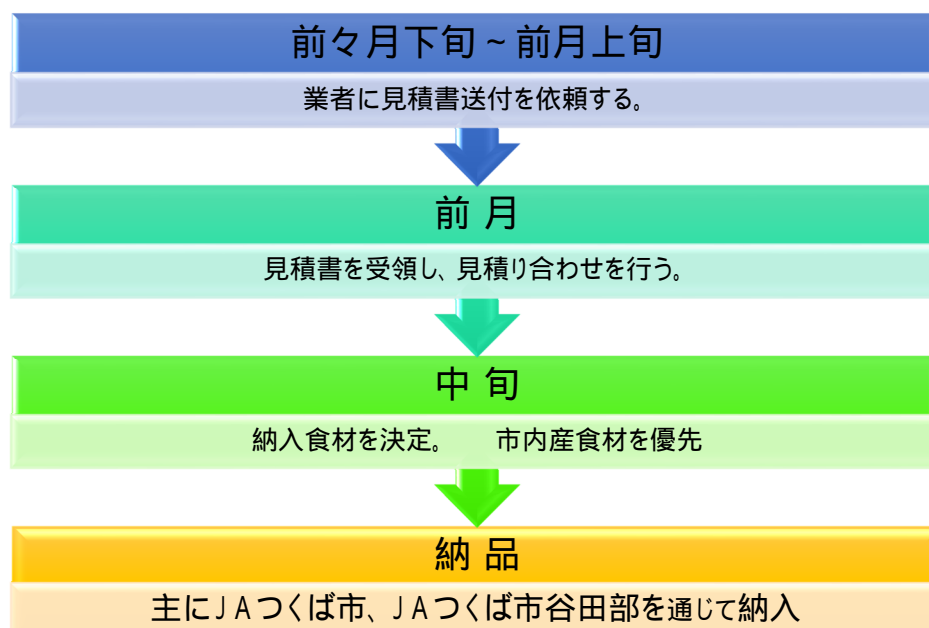 前々月下旬~前月上旬
業者に見積書送付を依頼する。
前月
見積書を受領し、見積り合わせを行う。
中旬
納入食材を決定。 市内産食材を優先
納品
主にJAつくば市、JAつくば市谷田部を通じて納入